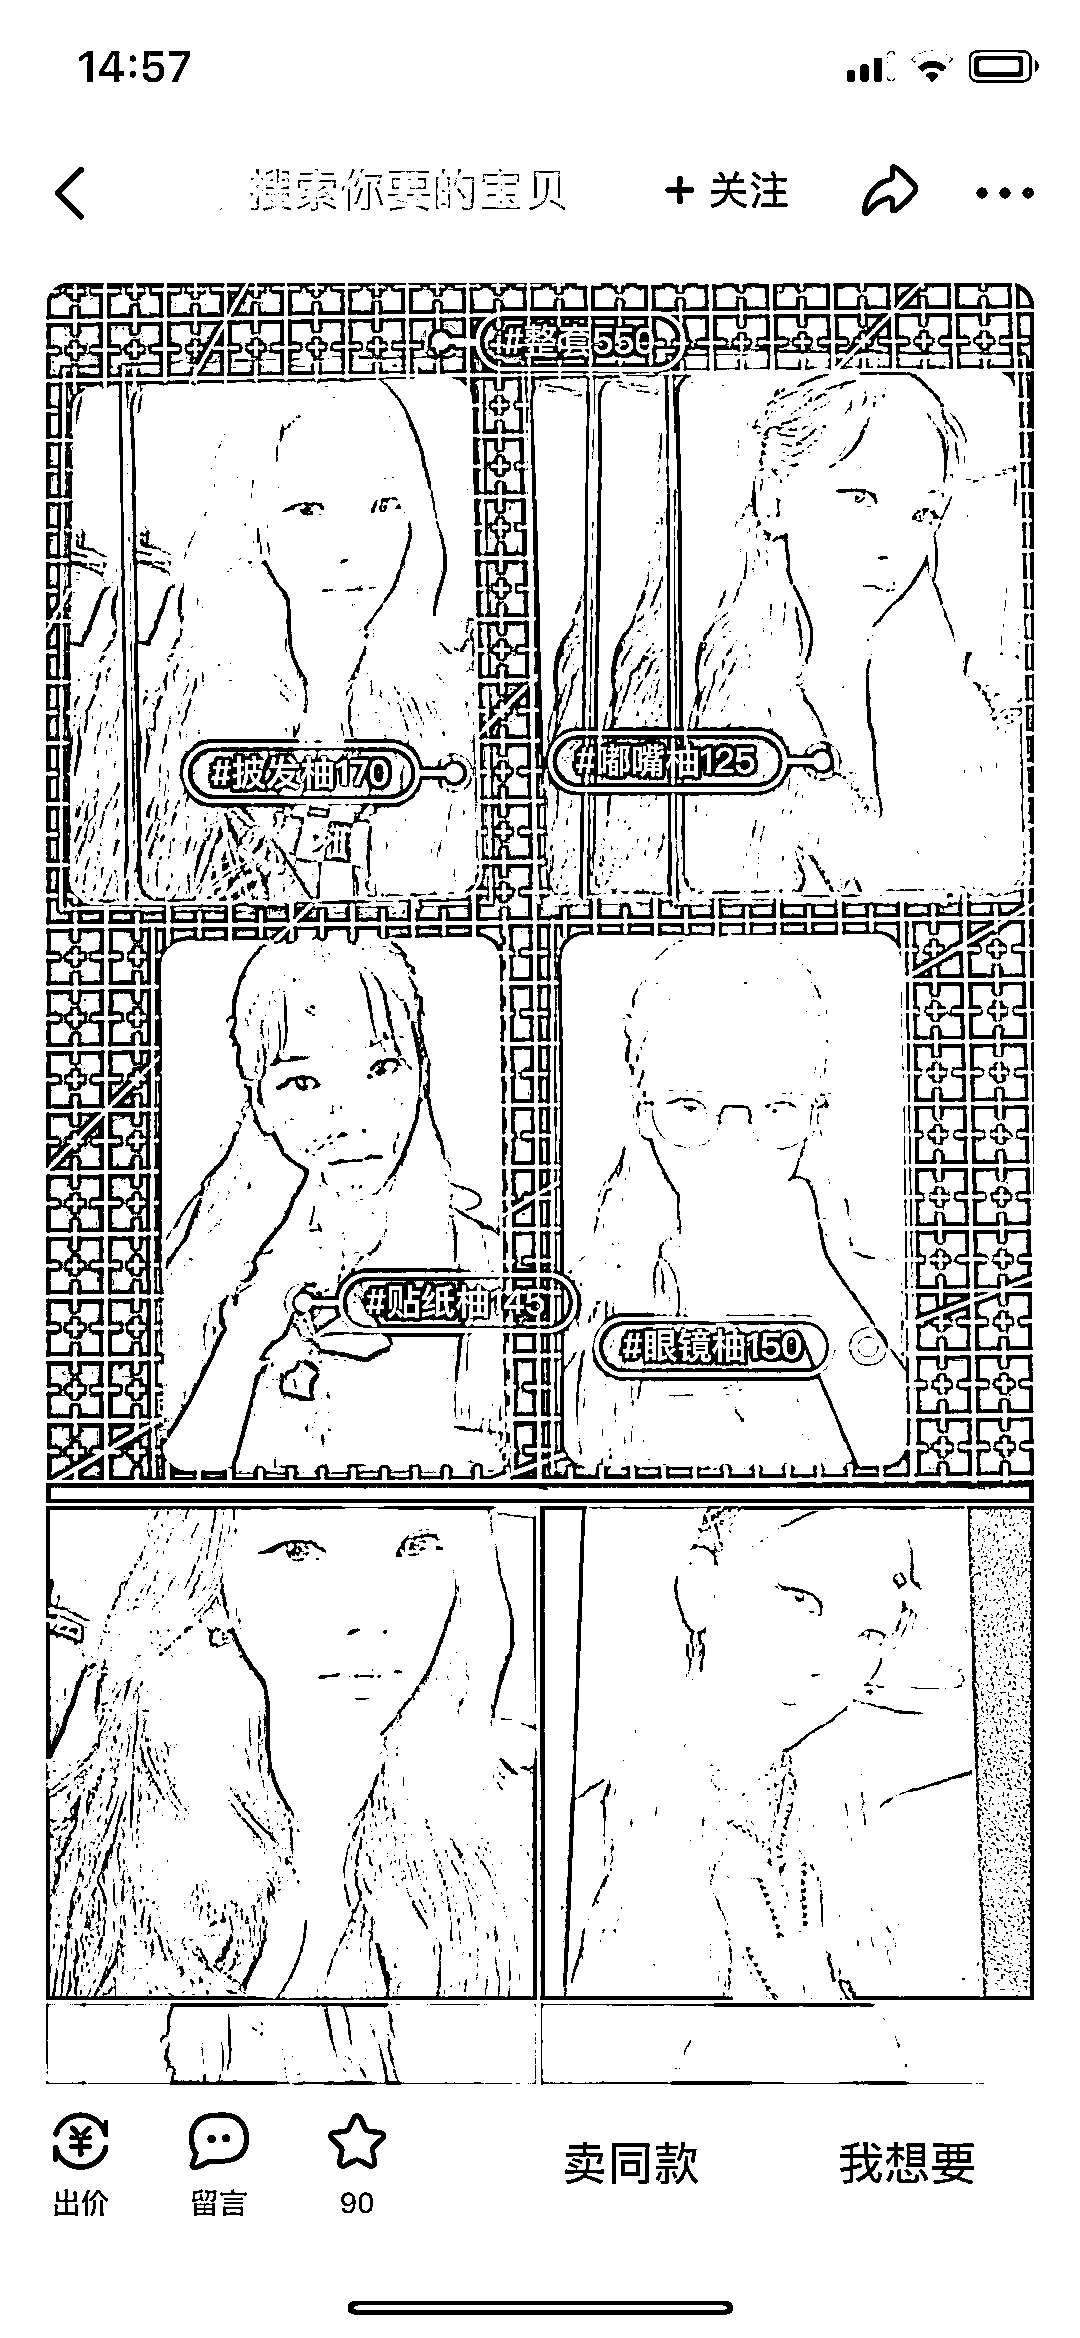 14:57
搜索你要的宝贝
+ 关注
#整套550
#披发柚170
#嘟嘴柚125
#贴纸柚145
#眼镜柚150
出价
留言
90
卖同款
我想要